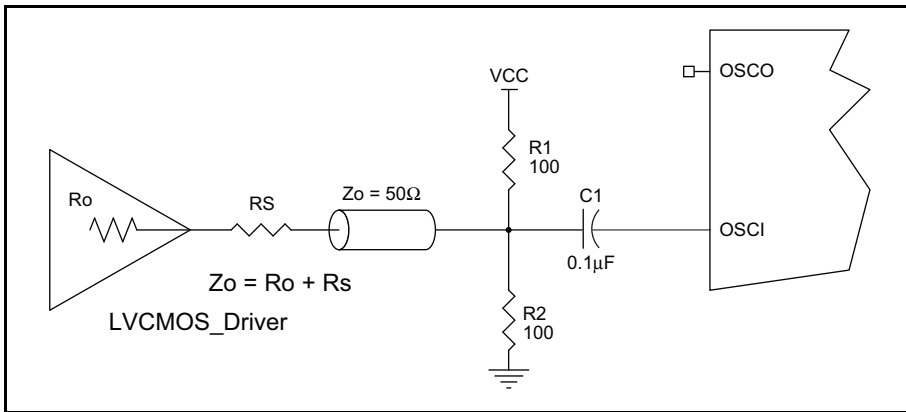 VCC
OSCO
R1
100
Ro
RS
Zo = 50Ω
C1
0.1μF
OSCI
Zo = Ro + Rs
LVCMOS_Driver
R2
100